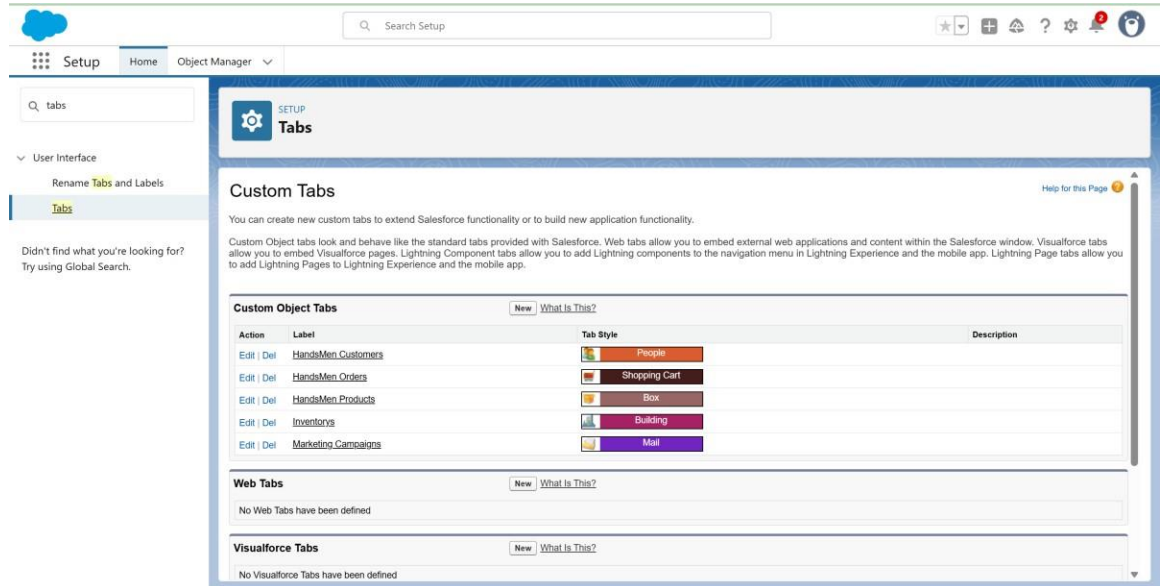 Search Setup
2
Setup
Home
Object Manager
tabs
User Interface
Rename Tabs and Labels
Tabs
Didn't find what you're looking for?
Try using Global Search.
SETUP
Tabs
Custom Tabs
Help for this Page
You can create new custom tabs to extend Salesforce functionality or to build new application functionality.
Custom Object tabs look and behave like the standard tabs provided with Salesforce. Web tabs allow you to embed external web applications and content within the Salesforce window. Visualforce tabs
allow you to embed Visualforce pages. Lightning Component tabs allow you to add Lightning components to the navigation menu in Lightning Experience and the mobile app. Lightning Page tabs allow you
to add Lightning Pages to Lightning Experience and the mobile app.
Custom Object Tabs New What Is This?
Action Label Tab Style Description
Edit | Del HandsMen Customers People
Edit | Del HandsMen Orders Shopping Cart
Edit | Del HandsMen Products Box
Edit | Del Inventorys Building
Edit | Del Marketing Campaigns Mail
Web Tabs New What Is This?
No Web Tabs have been defined
Visualforce Tabs New What Is This?
No Visualforce Tabs have been defined